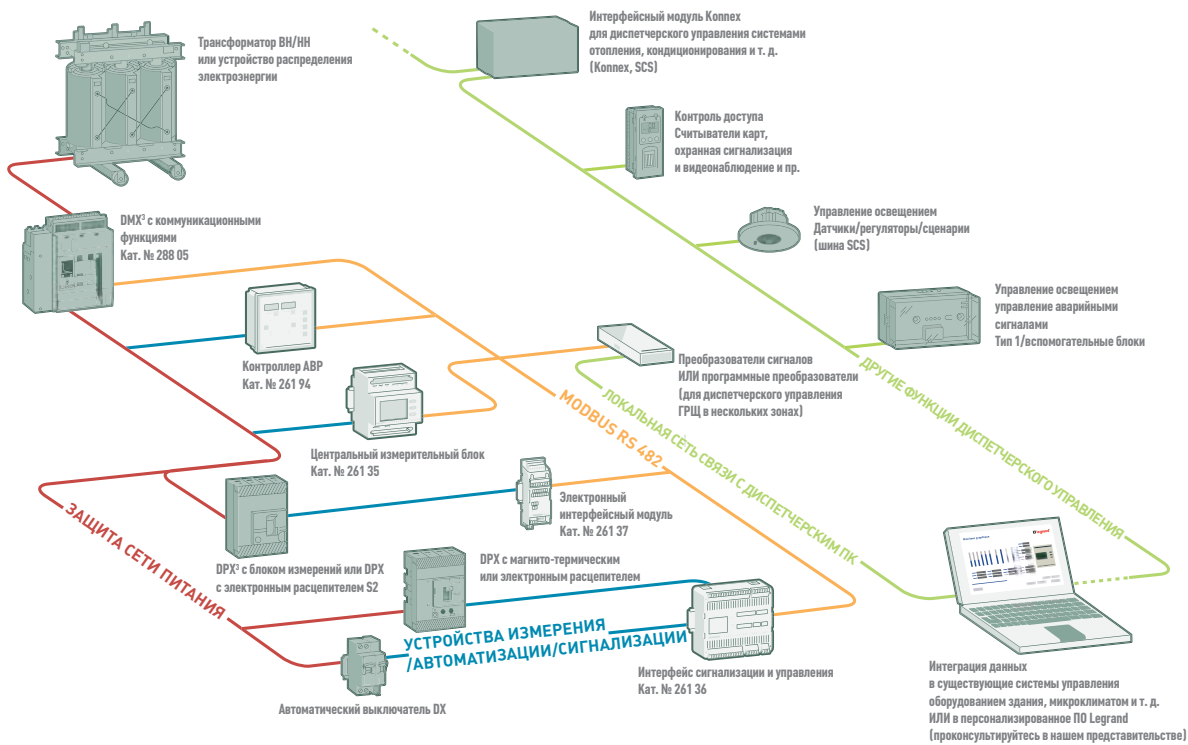 Трансформатор ВН/НН
или устройство распределения
электроэнергии
Интерфейсный модуль Konnex
для диспетчерского управления системами
отопления, кондиционирования и т. д.
(Konnex, SCS)
Контроль доступа
Считыватели карт,
охранная сигнализация
и видеонаблюдение и пр.
DMX³ с коммуникационными
функциями
Кат. № 288 05
Управление освещением
Датчики/регуляторы/сценарии
(шина SCS)
Управление освещением
управление аварийными
сигналами
Тип 1/вспомогательные блоки
Контроллер АВР
Кат. № 261 94
Преобразователи сигналов
ИЛИ программные преобразователи
(для диспетчерского управления
ГРЩ в нескольких зонах)
ДРУГИЕ ФУНКЦИИ ДИСПЕТЧЕРСКОГО УПРАВЛЕНИЯ
MODBUS RS 482
ЛОКАЛЬНАЯ СЕТЬ СВЯЗИ С ДИСПЕТЧЕРСКИМ ПК
Центральный измерительный блок
Кат. № 261 35
Электронный
интерфейсный модуль
Кат. № 261 37
ЗАЩИТА СЕТИ ПИТАНИЯ
DPX³ с блоком измерений или DPX
с электронным расцепителем S2
DPX с магнито-термическим
или электронным расцепителем
УСТРОЙСТВА ИЗМЕРЕНИЯ
/АВТОМАТИЗАЦИИ/СИГНАЛИЗАЦИИ
Интерфейс сигнализации и управления
Кат. № 261 36
Автоматический выключатель DX
legrand
Интеграция данных
в существующие системы управления
оборудованием здания, микроклиматом и т. д.
ИЛИ в персонализированное ПО Legrand
(проконсультируйтесь в нашем представительстве)